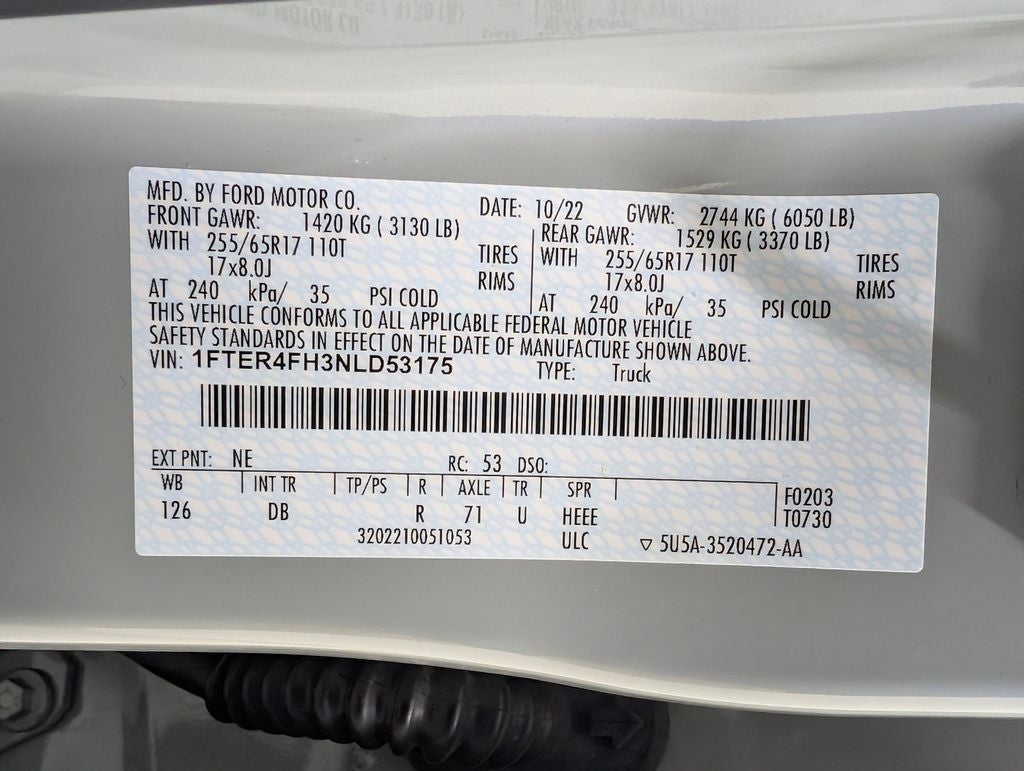 MFD. BY FORD MOTOR CO.
DATE: 10/22 GVWR: 2744 KG ( 6050 LB)
FRONT GAWR: 1420 KG ( 3130 LB)
WITH 255/65R17 110T TIRES
17x8.0J RIMS
AT 240 kPa/ 35 PSI COLD
REAR GAWR: 1529 KG ( 3370 LB)
WITH 255/65R17 110T TIRES
17x8.0J RIMS
AT 240 kPa/ 35 PSI COLD
THIS VEHICLE CONFORMS TO ALL APPLICABLE FEDERAL MOTOR VEHICLE
SAFETY STANDARDS IN EFFECT ON THE DATE OF MANUFACTURE SHOWN ABOVE.
VIN: 1FTER4FH3NLD53175 TYPE: Truck
EXT PNT: NE RC: 53 DSO:
WB INT TR TP/PS R AXLE TR SPR
126 DB R 71 U HEEE
F0203
T0730
3202210051053 ULC ▽ 5U5A-3520472-AA